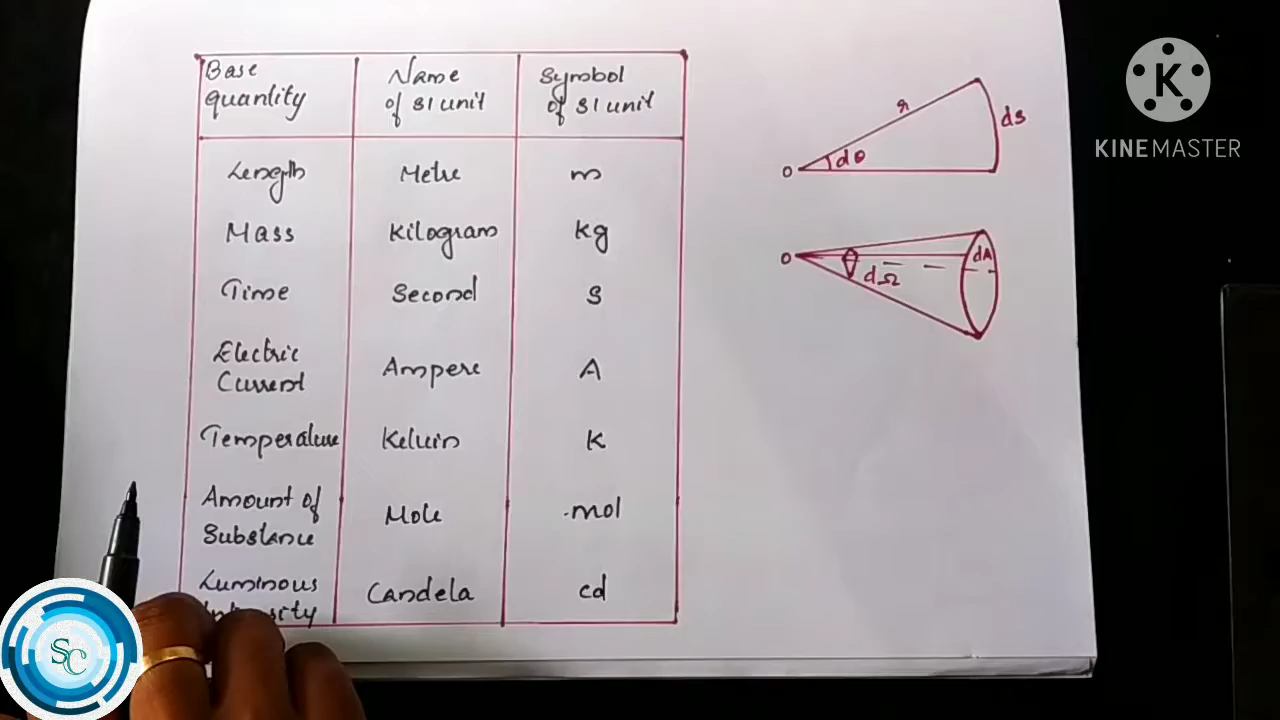 Base quantity
Name of SI unit
Symbol of SI unit
Length Metre m
Mass Kilogram kg
Time Second S
Electric Current Ampere A
Temperature Kelvin K
Amount of Substance Mole mol
Luminous Intensity Candela cd
O dθ r ds
O dΩ dA
K
KINEMASTER
SC